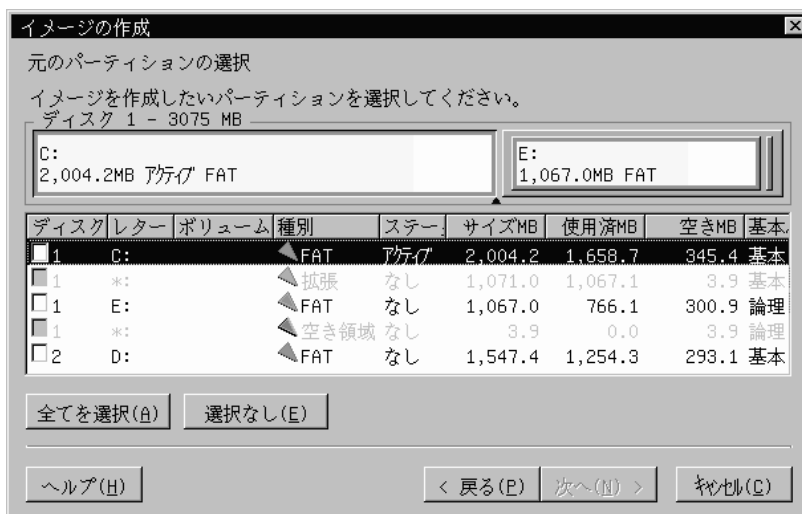 イメージの作成
元のパーティションの選択
イメージを作成したいパーティションを選択してください。
ディスク 1 - 3075 MB
C:
2,004.2MB ｱｸﾃｨﾌﾞ FAT
E:
1,067.0MB FAT
ディスク レター ボリューム 種別 ステー サイズMB 使用済MB 空きMB 基本
1 C: FAT ｱｸﾃｨﾌﾞ 2,004.2 1,658.7 345.4 基本
1 *: 拡張 なし 1,071.0 1,067.1 3.9 基本
1 E: FAT なし 1,067.0 766.1 300.9 論理
1 *: 空き領域 なし 3.9 0.0 3.9 論理
2 D: FAT なし 1,547.4 1,254.3 293.1 基本
全てを選択(A) 選択なし(E)
ヘルプ(H) < 戻る(P) 次へ(N) > ｷｬﾝｾﾙ(C)